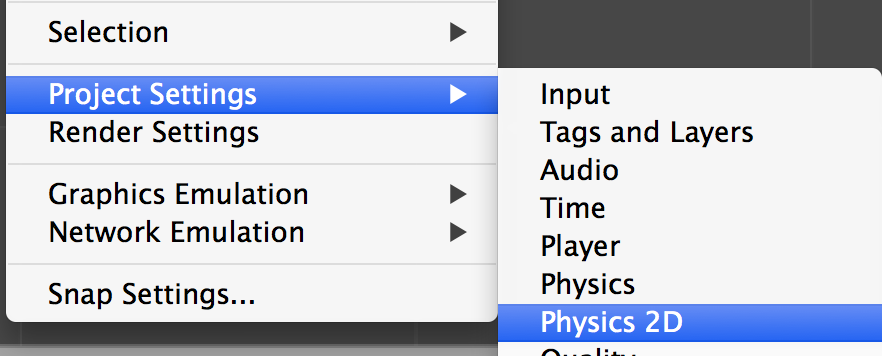 Selection
Project Settings
Render Settings
Graphics Emulation
Network Emulation
Snap Settings...
Input
Tags and Layers
Audio
Time
Player
Physics
Physics 2D
Quality